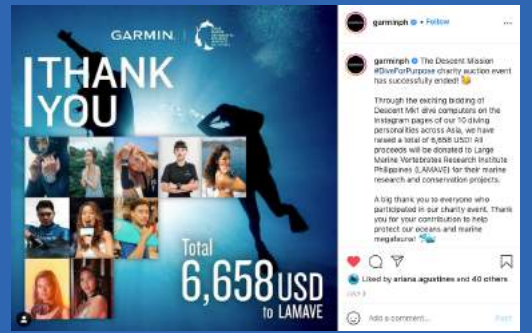 GARMIN.
THANK
YOU
Total
6,658 USD
to LAMAVE
garminph • Follow
garminph The Descent Mission
#DiveForPurpose charity auction event
has successfully ended!
Through the exciting bidding of
Descent Mk1 dive computers on the
Instagram pages of our 10 diving
personalities across Asia, we have
raised a total of 6,658 USD! All
proceeds will be donated to Large
Marine Vertebrates Research Institute
Philippines (LAMAVE) for their marine
research and conservation projects.
A big thank you to everyone who
participated in our charity event. Thank
you for your contribution to help
protect our oceans and marine
megafauna!
Liked by ariana.agustines and 40 others
Add a comment...
Post